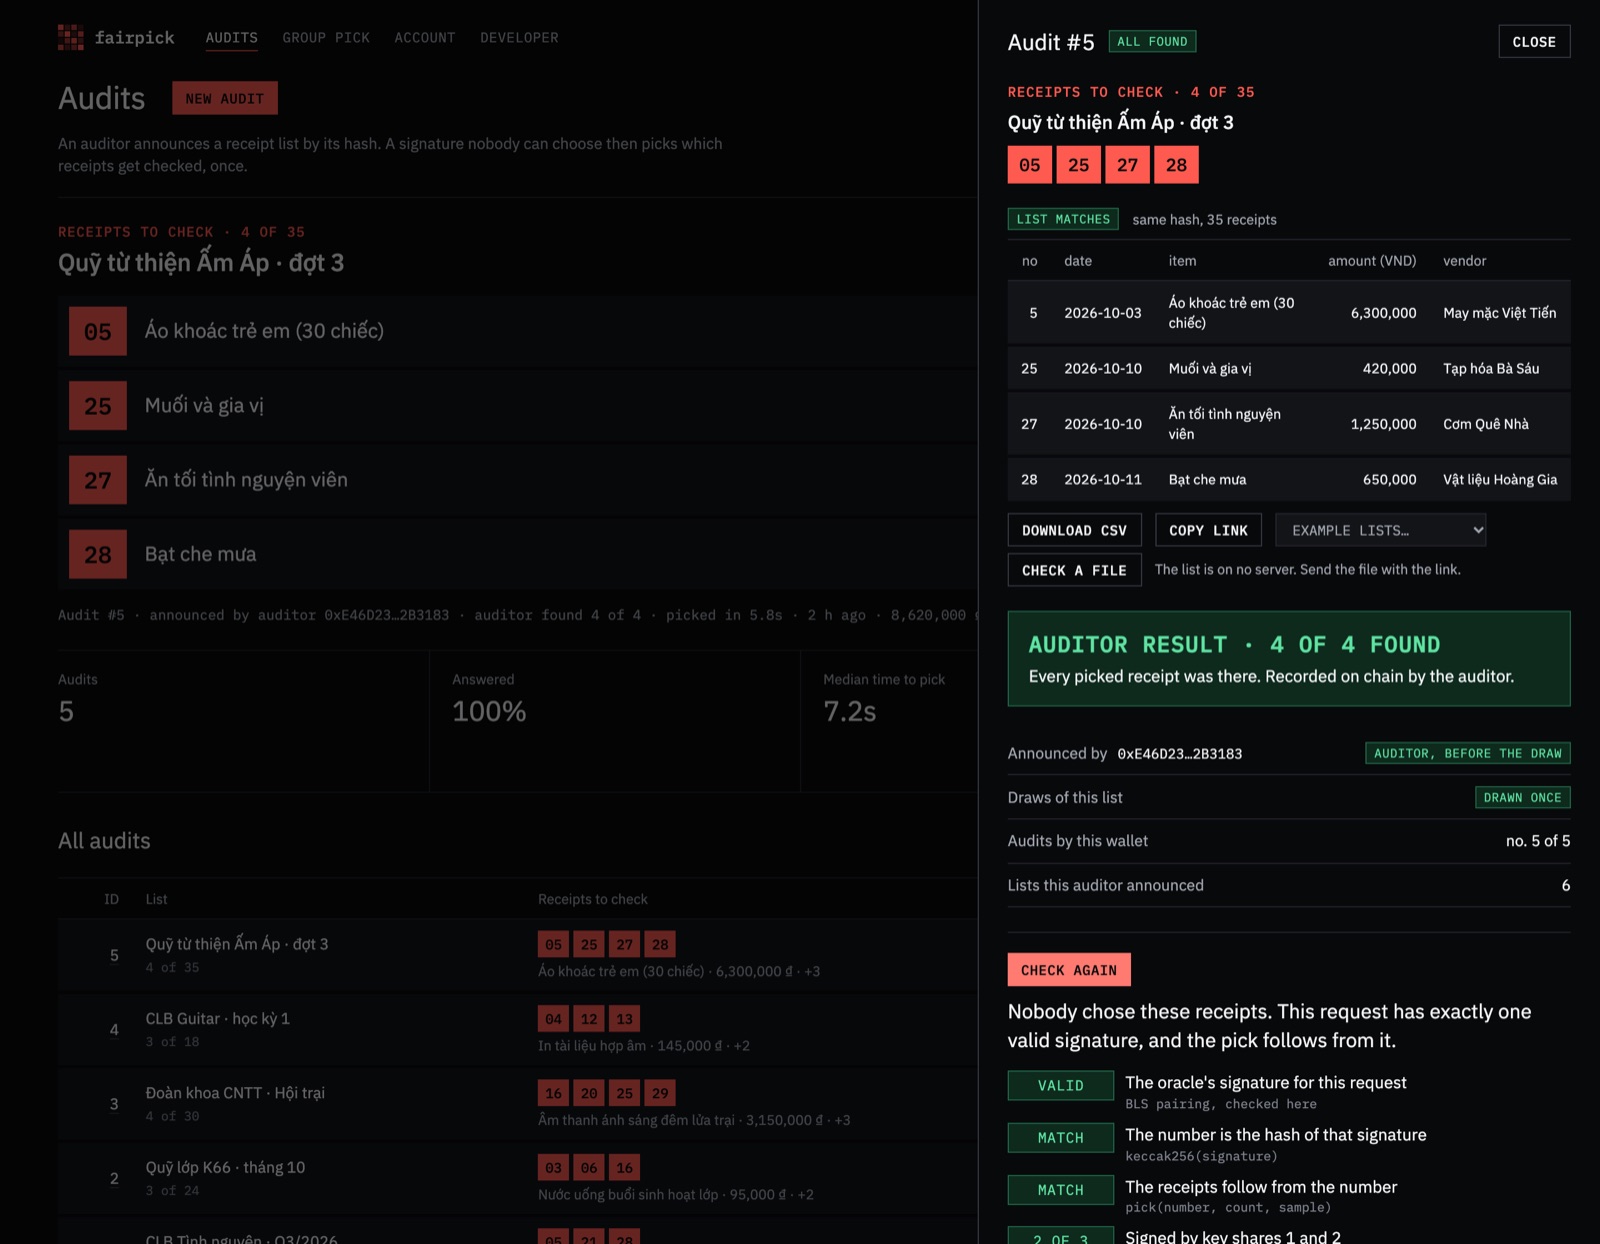 fairpick AUDITS GROUP PICK ACCOUNT DEVELOPER
Audits NEW AUDIT
An auditor announces a receipt list by its hash. A signature nobody can choose then picks which
receipts get checked, once.
RECEIPTS TO CHECK · 4 OF 35
Quỹ từ thiện Ấm Áp · đợt 3
05 Áo khoác trẻ em (30 chiếc)
25 Muối và gia vị
27 Ăn tối tình nguyện viên
28 Bạt che mưa
Audit #5 · announced by auditor 0xE46D23…2B3183 · auditor found 4 of 4 · picked in 5.8s · 2 h ago · 8,620,000
Audits Answered Median time to pick
5 100% 7.2s
All audits
ID List Receipts to check
5 Quỹ từ thiện Ấm Áp · đợt 3 05 25 27 28
4 of 35 Áo khoác trẻ em (30 chiếc) · 6,300,000 ₫ · +3
4 CLB Guitar · học kỳ 1 04 12 13
3 of 18 In tài liệu hợp âm · 145,000 ₫ · +2
3 Đoàn khoa CNTT · Hội trại 16 20 25 29
4 of 30 Âm thanh ánh sáng đêm lửa trại · 3,150,000 ₫ · +3
2 Quỹ lớp K66 · tháng 10 03 06 16
3 of 24 Nước uống buổi sinh hoạt lớp · 95,000 ₫ · +2
CLB Tình nguyện · Q3/2026 05 21 28
Audit #5 ALL FOUND CLOSE
RECEIPTS TO CHECK · 4 OF 35
Quỹ từ thiện Ấm Áp · đợt 3
05 25 27 28
LIST MATCHES same hash, 35 receipts
no date item amount (VND) vendor
5 2026-10-03 Áo khoác trẻ em (30 chiếc) 6,300,000 May mặc Việt Tiến
25 2026-10-10 Muối và gia vị 420,000 Tạp hóa Bà Sáu
27 2026-10-10 Ăn tối tình nguyện viên 1,250,000 Cơm Quê Nhà
28 2026-10-11 Bạt che mưa 650,000 Vật liệu Hoàng Gia
DOWNLOAD CSV COPY LINK EXAMPLE LISTS…
CHECK A FILE The list is on no server. Send the file with the link.
AUDITOR RESULT · 4 OF 4 FOUND
Every picked receipt was there. Recorded on chain by the auditor.
Announced by 0xE46D23…2B3183 AUDITOR, BEFORE THE DRAW
Draws of this list DRAWN ONCE
Audits by this wallet no. 5 of 5
Lists this auditor announced 6
CHECK AGAIN
Nobody chose these receipts. This request has exactly one
valid signature, and the pick follows from it.
VALID The oracle's signature for this request
BLS pairing, checked here
MATCH The number is the hash of that signature
keccak256(signature)
MATCH The receipts follow from the number
pick(number, count, sample)
2 OF 3 Signed by key shares 1 and 2